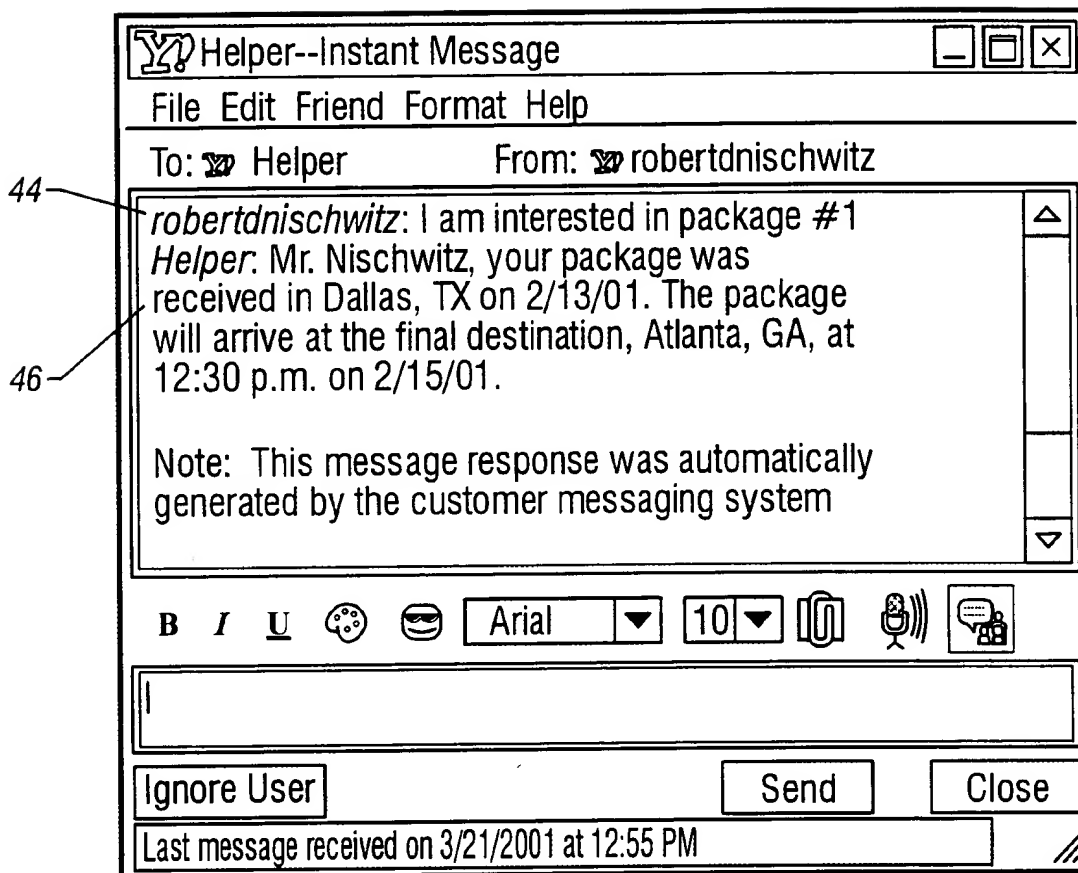 Y! Helper--Instant Message
File Edit Friend Format Help
To: Y! Helper From: Y! robertdnischwitz
44
robertdnischwitz: I am interested in package #1
Helper: Mr. Nischwitz, your package was
received in Dallas, TX on 2/13/01. The package
will arrive at the final destination, Atlanta, GA, at
46
12:30 p.m. on 2/15/01.
Note: This message response was automatically
generated by the customer messaging system
B I U Arial 10
Ignore User Send Close
Last message received on 3/21/2001 at 12:55 PM